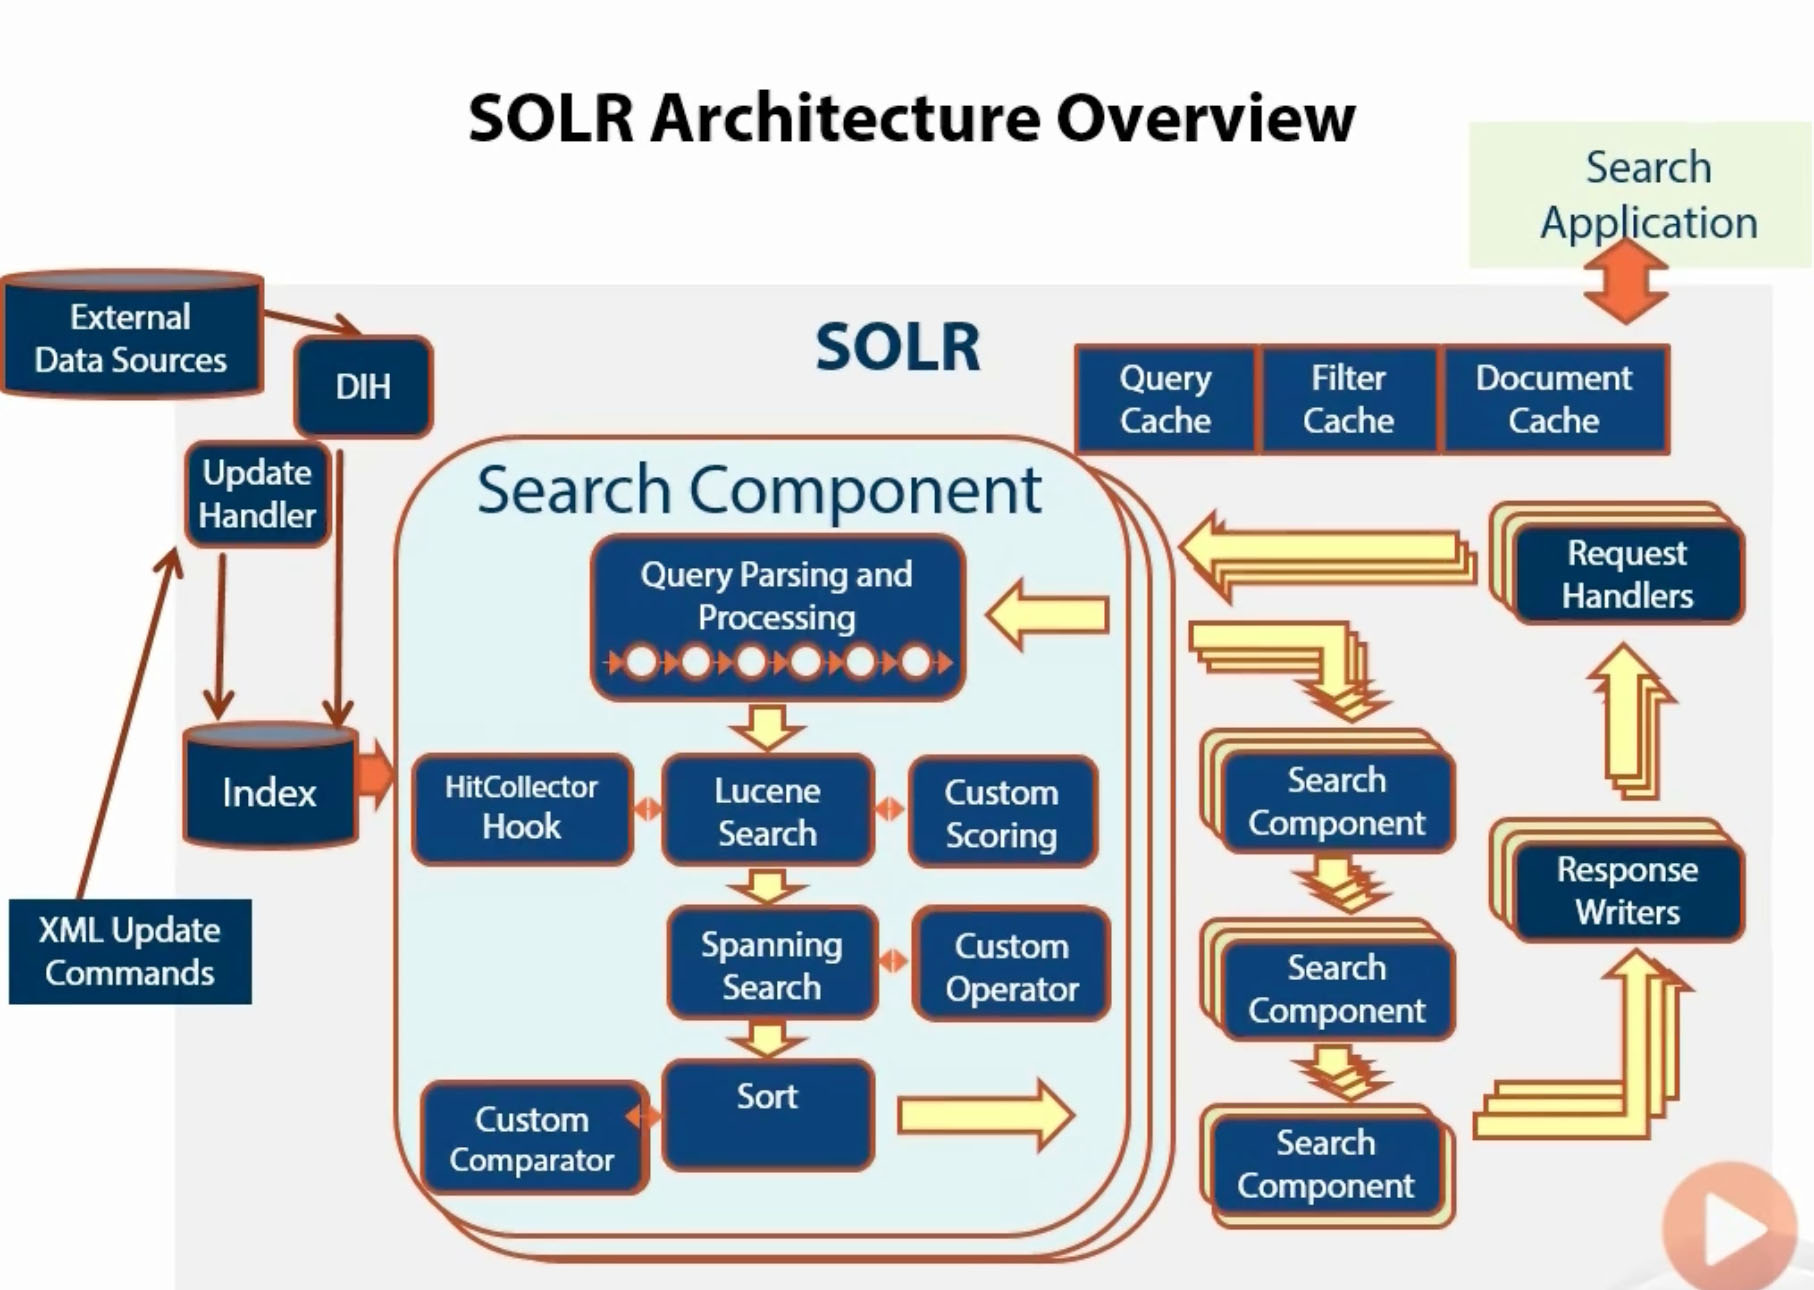 SOLR Architecture Overview
Search
Application
External
Data Sources
DIH
SOLR
Query
Cache
Filter
Cache
Document
Cache
Update
Handler
Search Component
Query Parsing and
Processing
Request
Handlers
Index
HitCollector
Hook
Lucene
Search
Custom
Scoring
Search
Component
Response
Writers
XML Update
Commands
Spanning
Search
Custom
Operator
Search
Component
Custom
Comparator
Sort
Search
Component